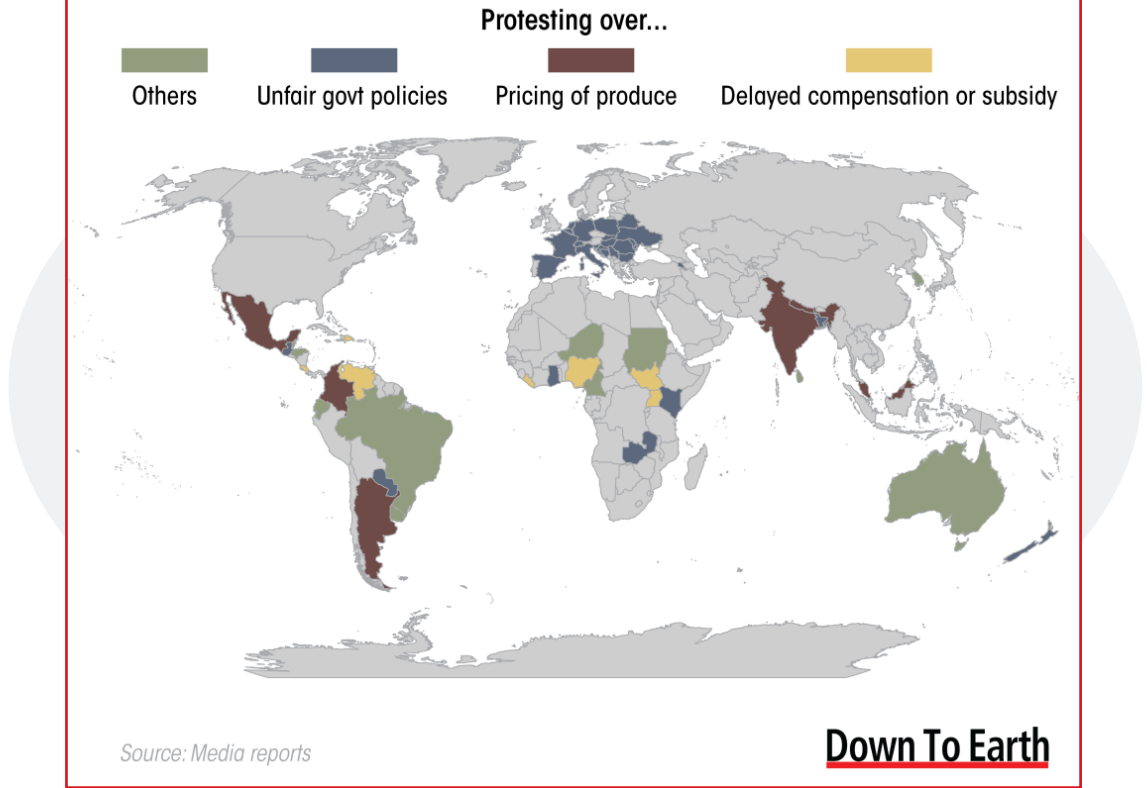 Protesting over...
Others
Unfair govt policies
Pricing of produce
Delayed compensation or subsidy
Source: Media reports
Down To Earth